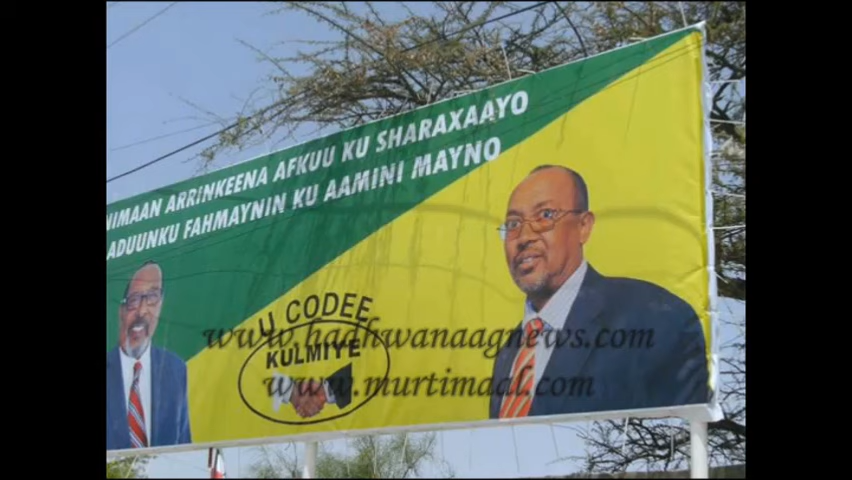 NIMAAN ARRINKEENA AFKUU KU SHARAXAAYO
ADUUNKU FAHMAYNIN KU AAMINI MAYNO
U CODEE
KULMIYE
www.hadhwanaagnews.com
www.murtimaal.com